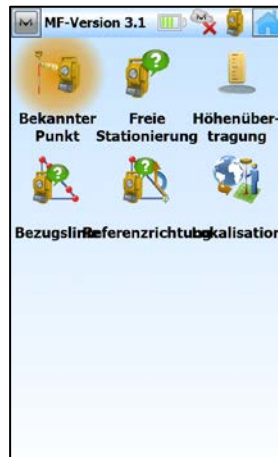 MF-Version 3.1
Bekannter Punkt
Freie Stationierung
Höhenüber-tragung
Bezugslinie
Referenzrichtung
Lokalisation